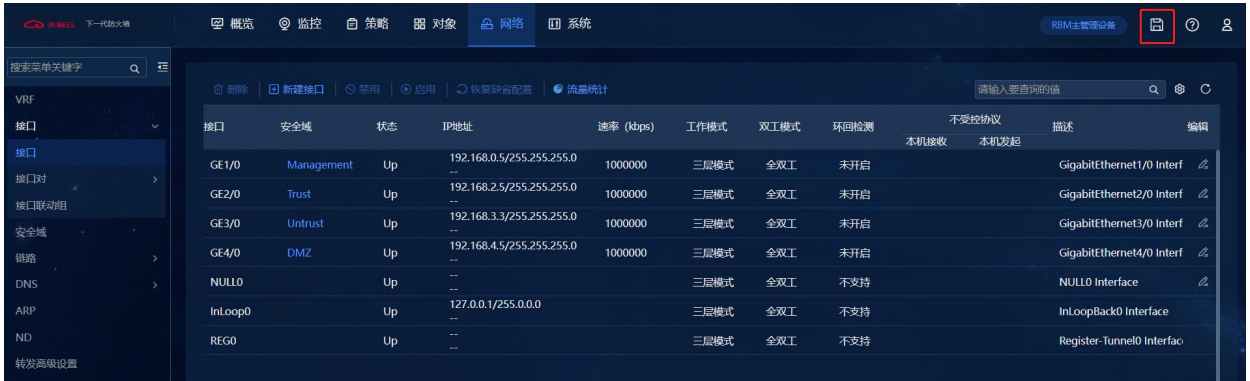 天翼云 下一代防火墙 概览 监控 策略 对象 网络 系统 RBM主管理设备
搜索菜单关键字
删除 新建接口 禁用 启用 恢复缺省配置 流量统计 请输入要查询的值
VRF
接口
接口
接口对
接口联动组
安全域
链路
DNS
ARP
ND
转发高级设置
接口 安全域 状态 IP地址 速率 (kbps) 工作模式 双工模式 环回检测 不受控协议 描述 编辑
本机接收 本机发起
GE1/0 Management Up 192.168.0.5/255.255.255.0 1000000 三层模式 全双工 未开启 GigabitEthernet1/0 Interf
--
GE2/0 Trust Up 192.168.2.5/255.255.255.0 1000000 三层模式 全双工 未开启 GigabitEthernet2/0 Interf
--
GE3/0 Untrust Up 192.168.3.3/255.255.255.0 1000000 三层模式 全双工 未开启 GigabitEthernet3/0 Interf
--
GE4/0 DMZ Up 192.168.4.5/255.255.255.0 1000000 三层模式 全双工 未开启 GigabitEthernet4/0 Interf
--
NULL0 Up -- 三层模式 全双工 不支持 NULL0 Interface
--
InLoop0 Up 127.0.0.1/255.0.0.0 三层模式 全双工 不支持 InLoopBack0 Interface
--
REG0 Up -- 三层模式 全双工 不支持 Register-Tunnel0 Interfac
--